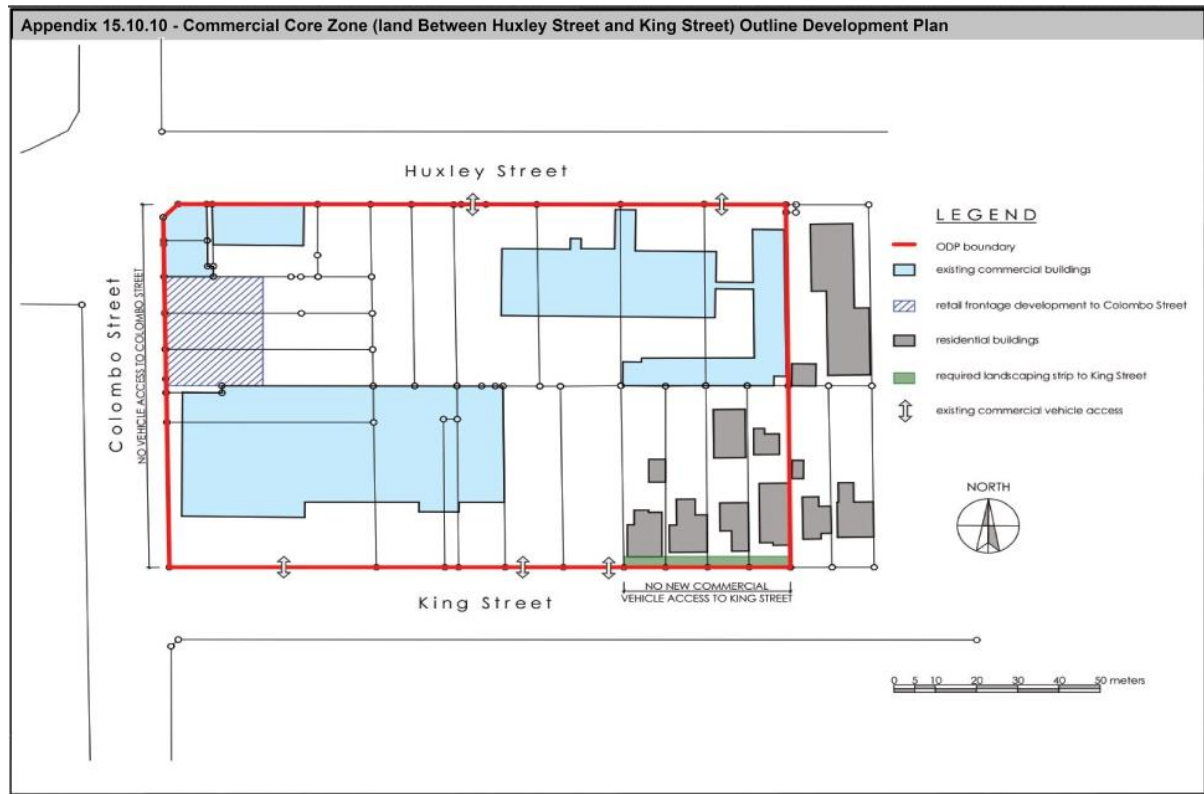 Appendix 15.10.10 - Commercial Core Zone (land Between Huxley Street and King Street) Outline Development Plan
Huxley Street
Colombo Street
NO VEHICLE ACCESS TO COLOMBO STREET
LEGEND
ODP boundary
existing commercial buildings
retail frontage development to Colombo Street
residential buildings
required landscaping strip to King Street
existing commercial vehicle access
NORTH
NO NEW COMMERCIAL
VEHICLE ACCESS TO KING STREET
King Street
0 5 10 20 30 40 50 meters